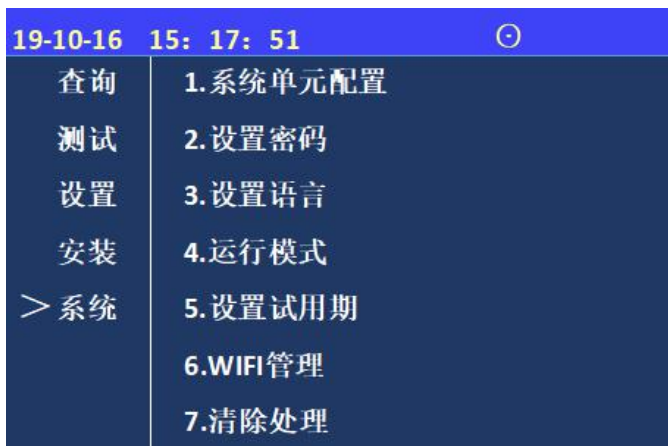 19-10-16 15：17：51
查询 1.系统单元配置
测试 2.设置密码
设置 3.设置语言
安装 4.运行模式
＞系统 5.设置试用期
6.WIFI管理
7.清除处理